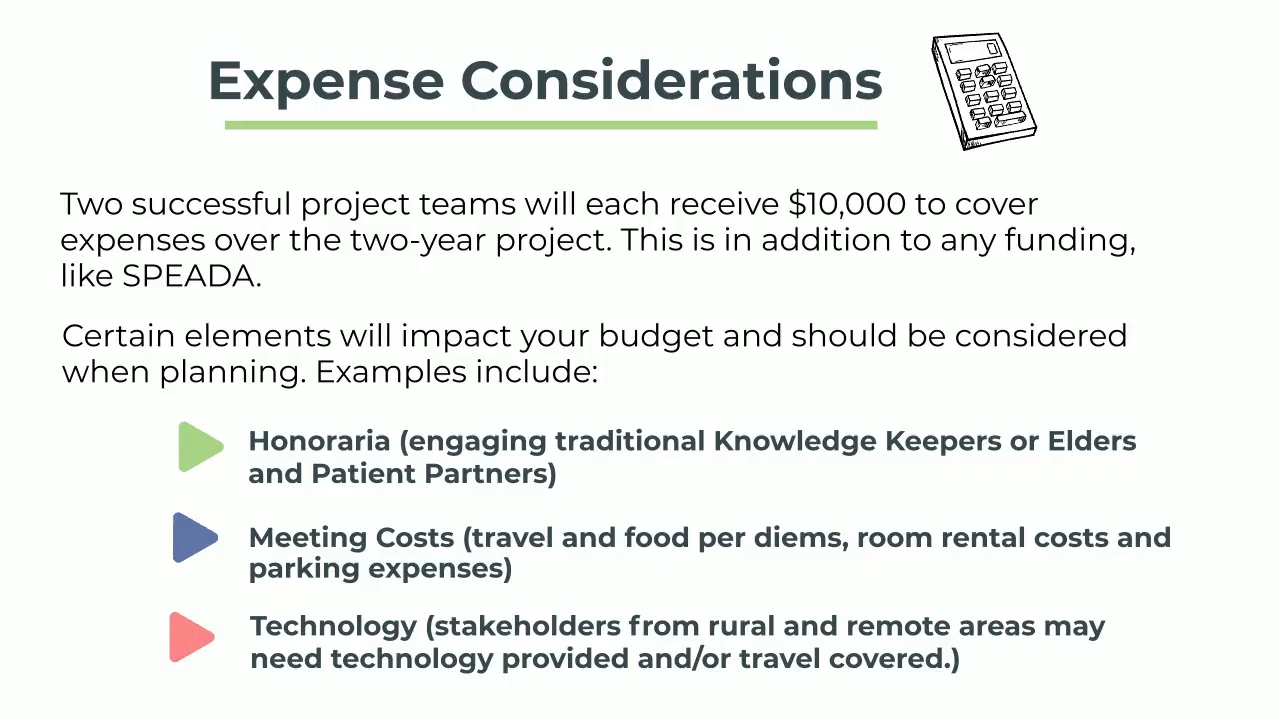 Expense Considerations
Two successful project teams will each receive $10,000 to cover
expenses over the two-year project. This is in addition to any funding,
like SPEADA.
Certain elements will impact your budget and should be considered
when planning. Examples include:
Honoraria (engaging traditional Knowledge Keepers or Elders
and Patient Partners)
Meeting Costs (travel and food per diems, room rental costs and
parking expenses)
Technology (stakeholders from rural and remote areas may
need technology provided and/or travel covered.)